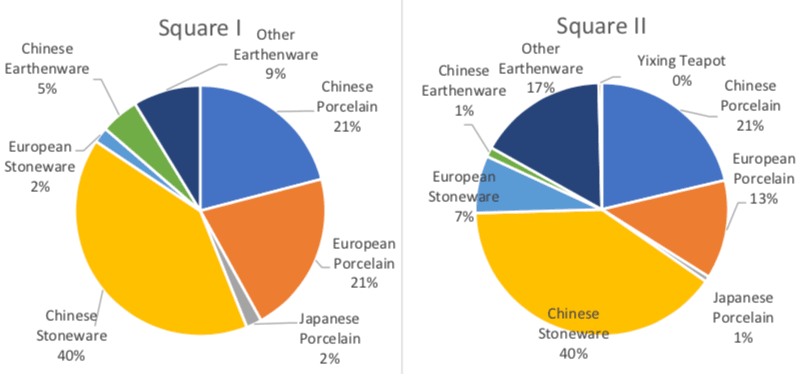 Square I
Other
Earthenware
9%
Chinese
Earthenware
5%
Chinese
Porcelain
21%
European
Stoneware
2%
European
Porcelain
21%
Chinese
Stoneware
40%
Japanese
Porcelain
2%
Square II
Other
Earthenware
17%
Yixing Teapot
0%
Chinese
Earthenware
1%
Chinese
Porcelain
21%
European
Stoneware
7%
European
Porcelain
13%
Chinese
Stoneware
40%
Japanese
Porcelain
1%